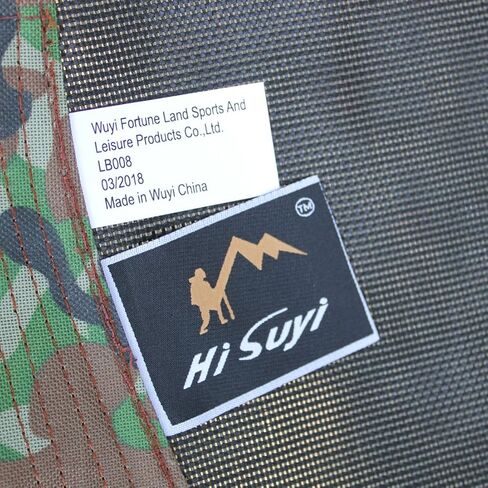 Wuyi Fortune Land Sports And
Leisure Products Co.,Ltd.
LB008
03/2018
Made in Wuyi China
TM
Hi Suyi